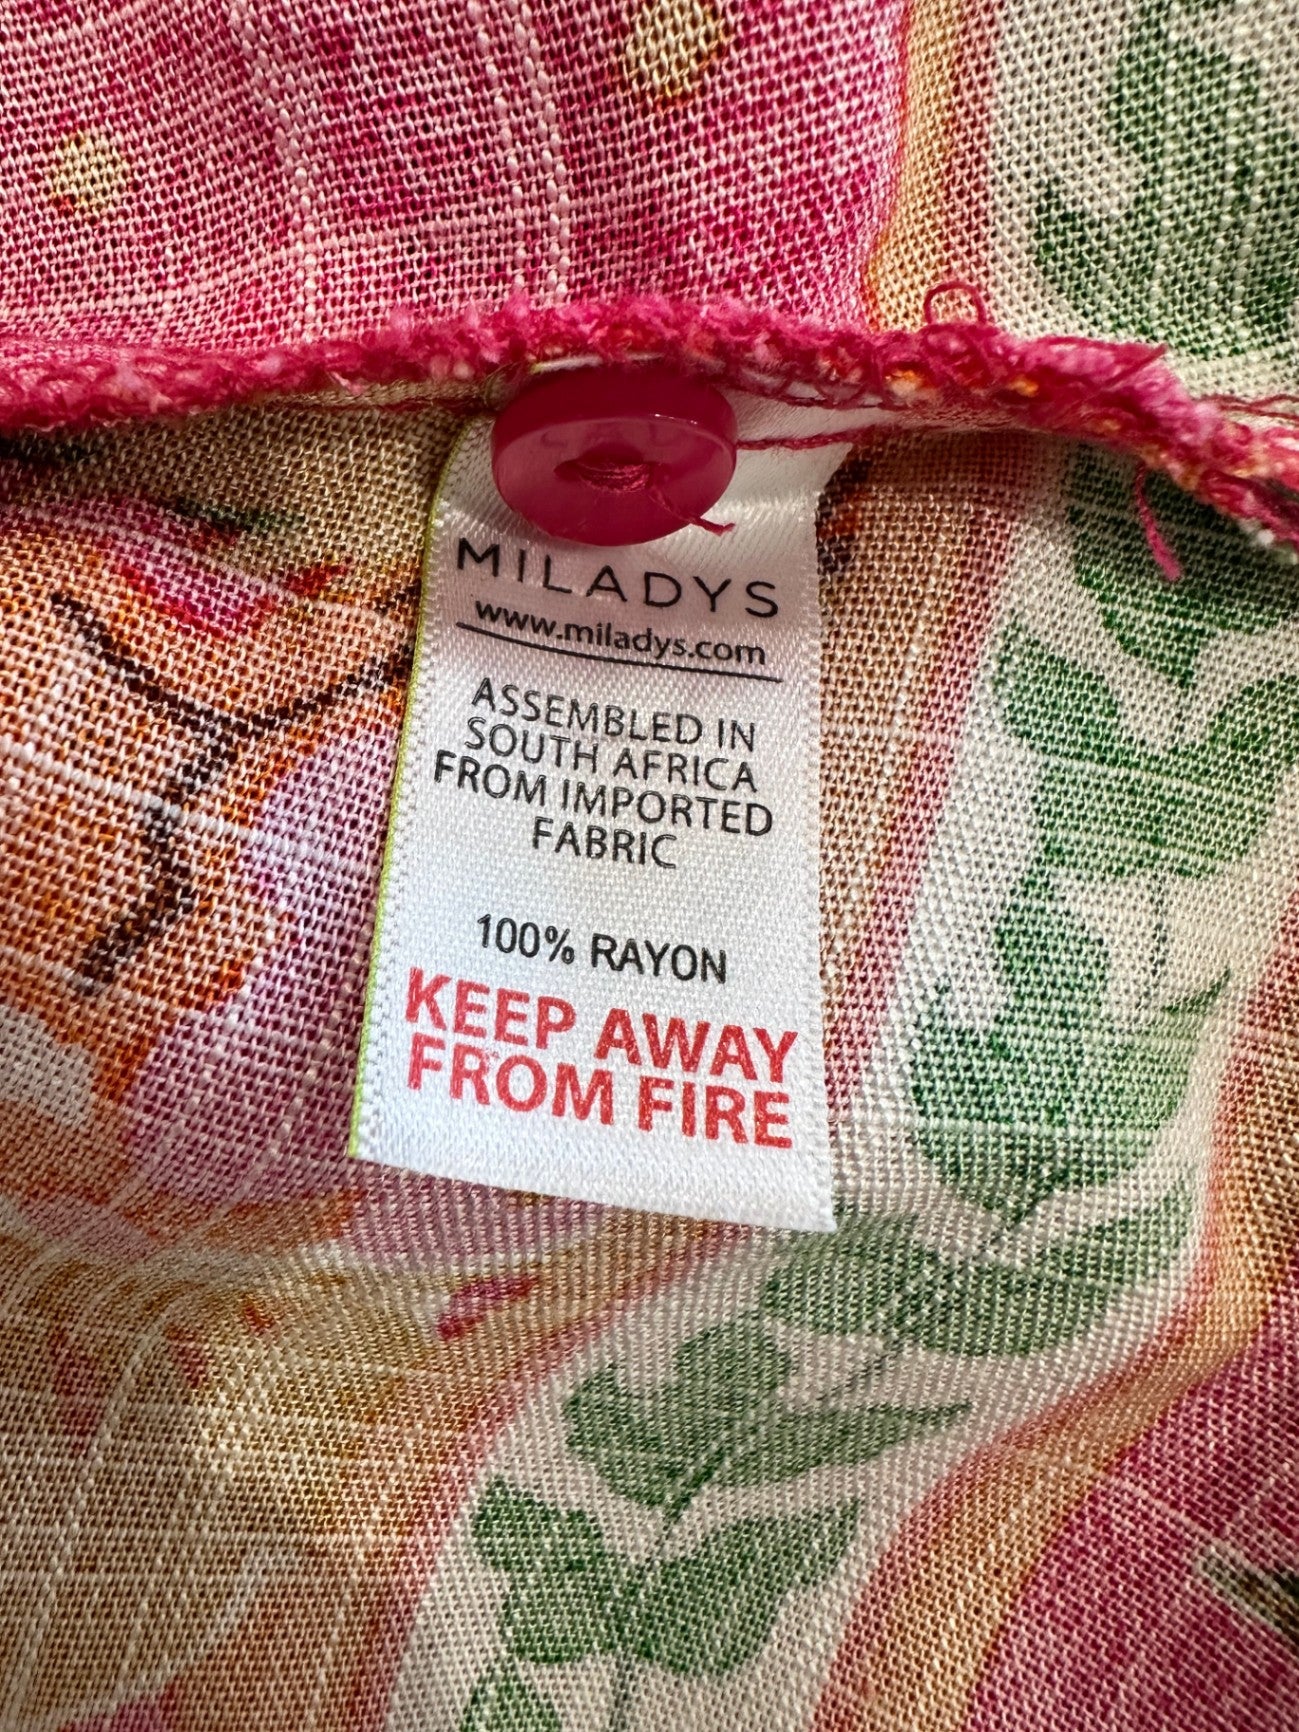 MILADYS
www.miladys.com
ASSEMBLED IN
SOUTH AFRICA
FROM IMPORTED
FABRIC
100% RAYON
KEEP AWAY
FROM FIRE